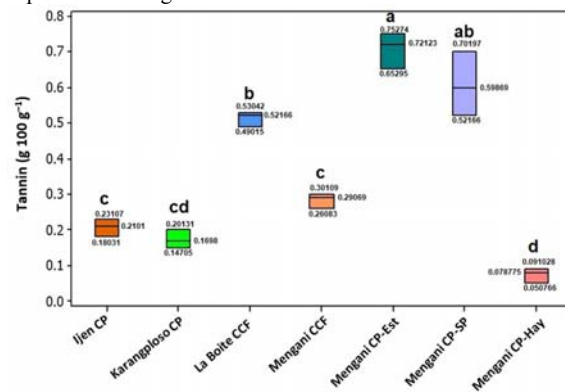 0.8
0.7
0.6
0.5
0.4
0.3
0.2
0.1
0.0
Tannin (g 100 g⁻¹)
c
0.23107
0.2101
0.18031
cd
0.20131
0.1698
0.14705
b
0.53042
0.52166
0.49015
c
0.30109
0.29069
0.26083
a
0.75274
0.72123
0.65295
ab
0.70197
0.59869
0.52166
d
0.091028
0.078775
0.050766
Ijen CP
Karangploso CP
La Boite CCF
Mengani CCF
Mengani CP-Est
Mengani CP-SP
Mengani CP-Hay